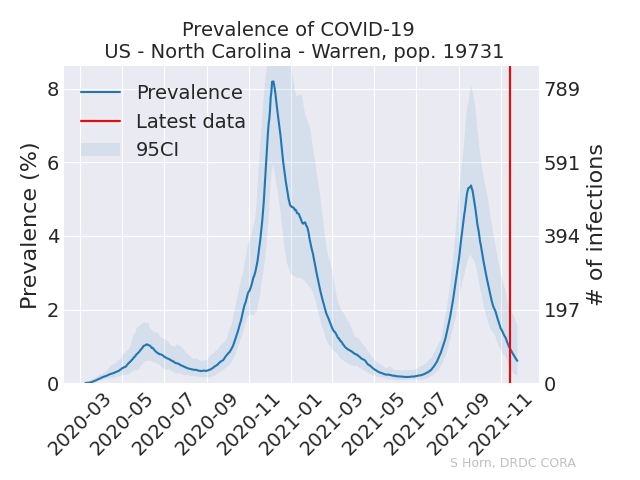 Prevalence of COVID-19
US - North Carolina - Warren, pop. 19731
Prevalence
Latest data
95CI
Prevalence (%)
8
6
4
2
0
789
591
394
197
0
# of infections
2020-03
2020-05
2020-07
2020-09
2020-11
2021-01
2021-03
2021-05
2021-07
2021-09
2021-11
S Horn, DRDC CORA